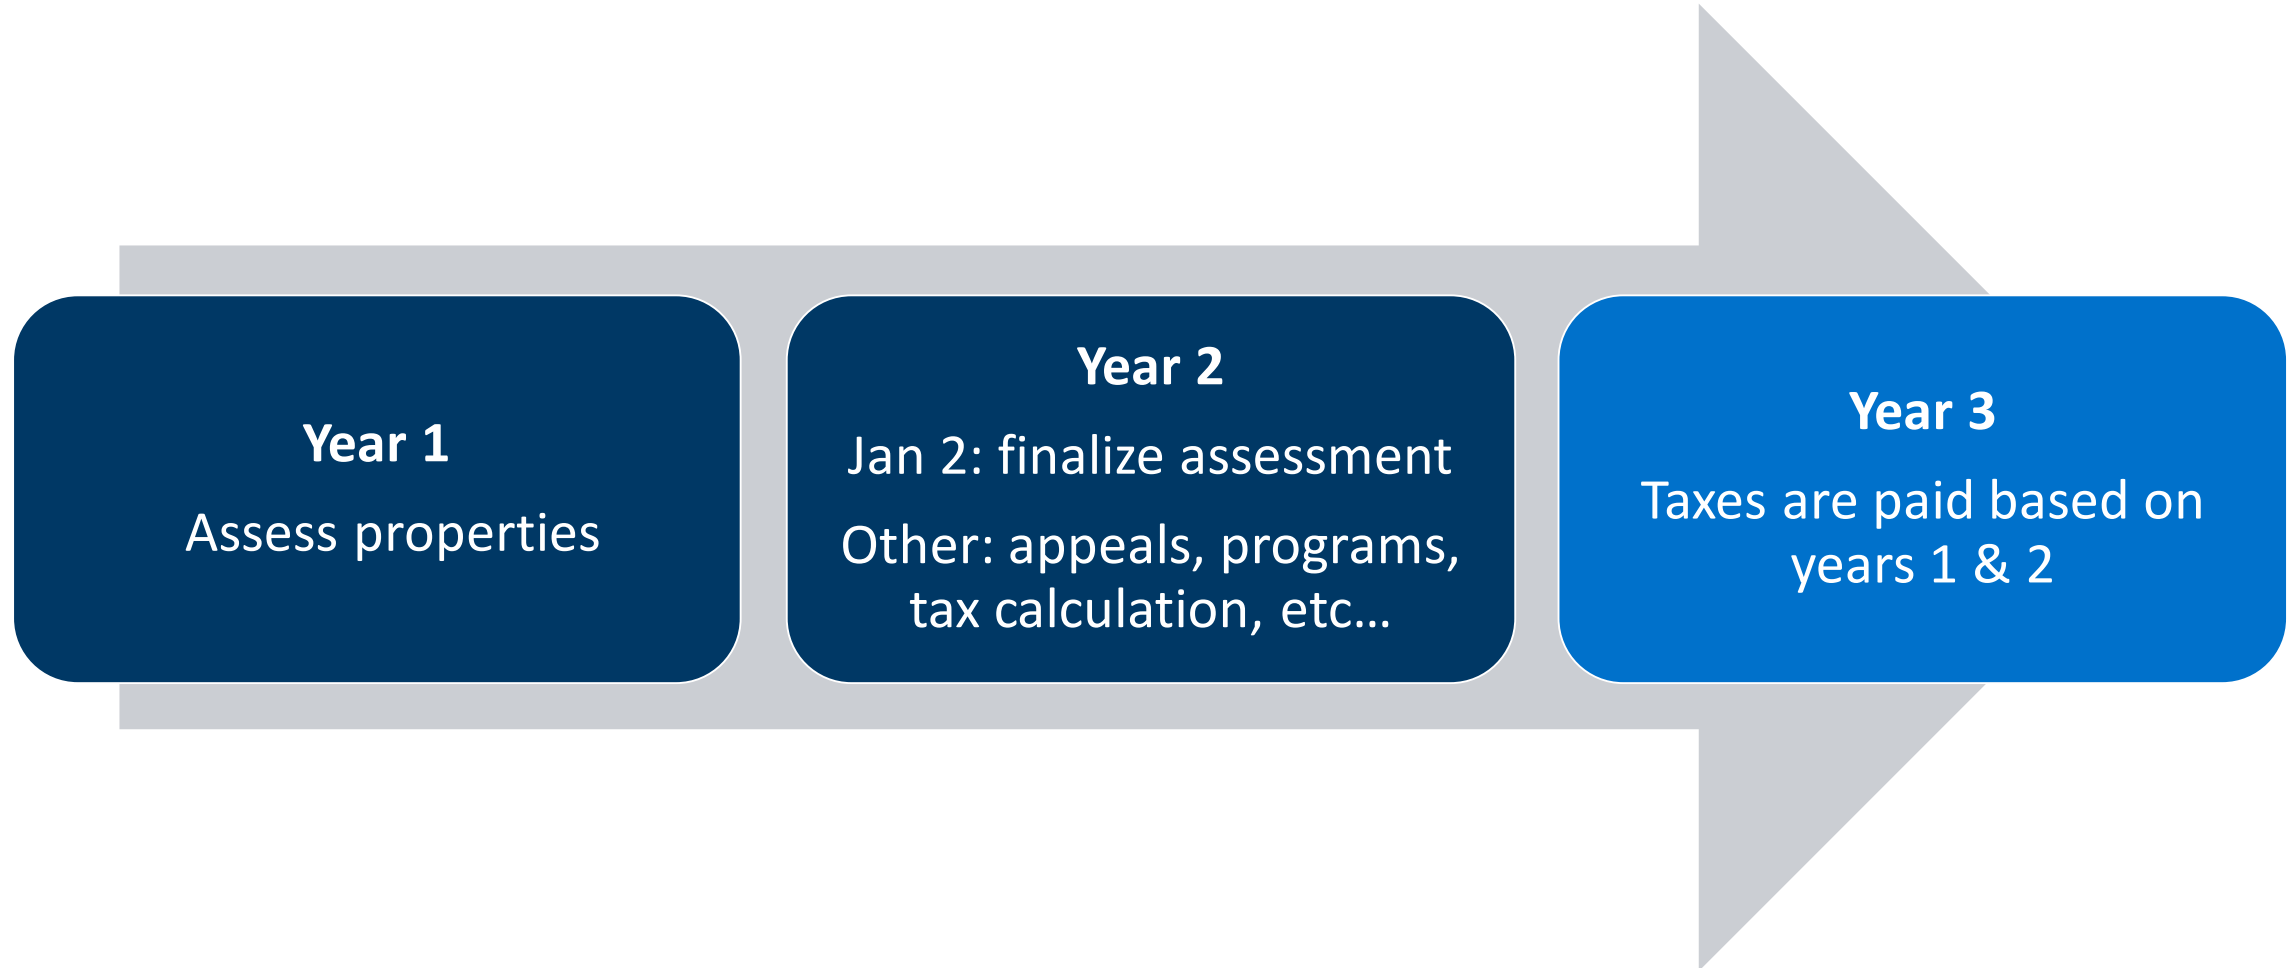 Year 1
Assess properties
Year 2
Jan 2: finalize assessment
Other: appeals, programs,
tax calculation, etc...
Year 3
Taxes are paid based on
years 1 & 2